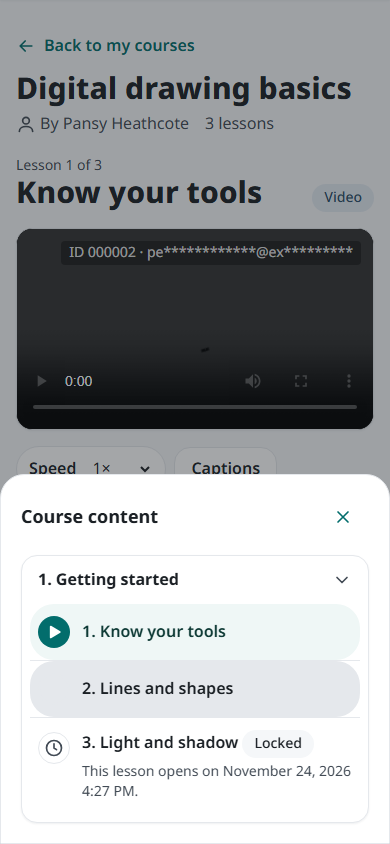 Back to my courses
Digital drawing basics
By Pansy Heathcote 3 lessons
Lesson 1 of 3
Know your tools Video
ID 000002 · pe************@ex*********
0:00
Speed 1× Captions
Course content
1. Getting started
1. Know your tools
2. Lines and shapes
3. Light and shadow Locked
This lesson opens on November 24, 2026
4:27 PM.